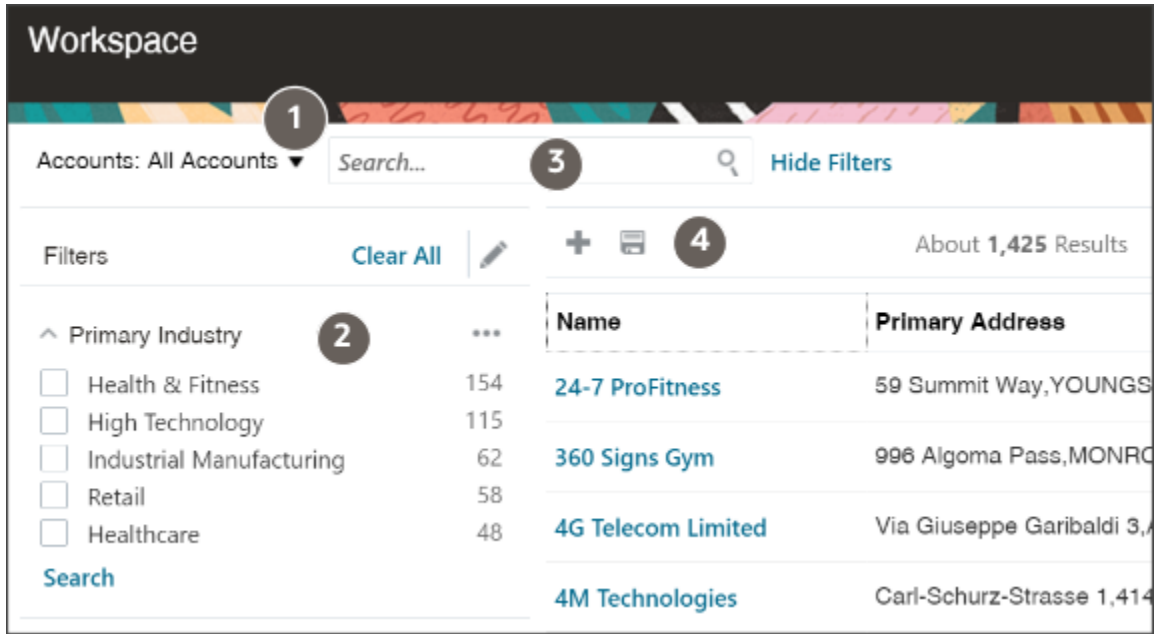 Workspace
1
Accounts: All Accounts ▼ Search... 3 Hide Filters
Filters Clear All 4 About 1,425 Results
Primary Industry 2 ••• Name Primary Address
Health & Fitness 154
High Technology 115
Industrial Manufacturing 62
Retail 58
Healthcare 48
Search
24-7 ProFitness 59 Summit Way,YOUNGS
360 Signs Gym 996 Algoma Pass,MONRC
4G Telecom Limited Via Giuseppe Garibaldi 3,
4M Technologies Carl-Schurz-Strasse 1,414